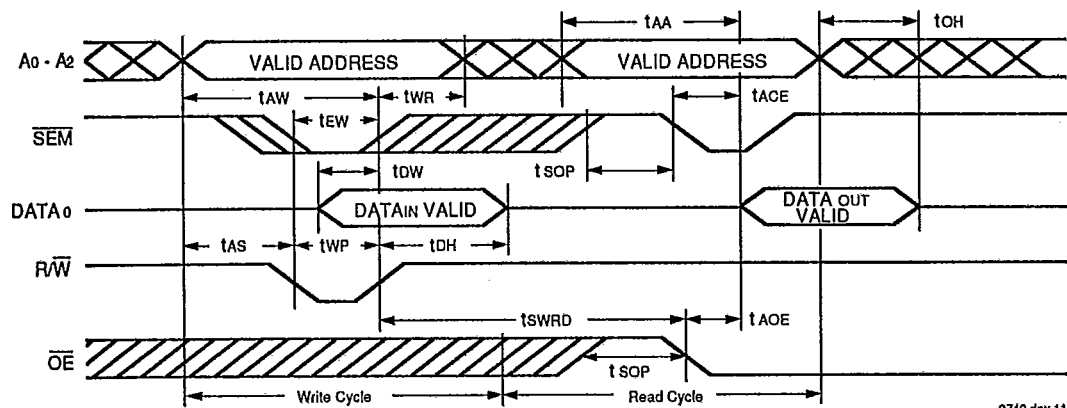 tAA
tOH
A0 - A2
VALID ADDRESS
VALID ADDRESS
tAW
tWR
tACE
tEW
SEM
tSOP
tDW
DATA0
DATAIN VALID
DATA OUT
VALID
tAS
tWP
tDH
R/W
tSWRD
tAOE
OE
tSOP
Write Cycle
Read Cycle